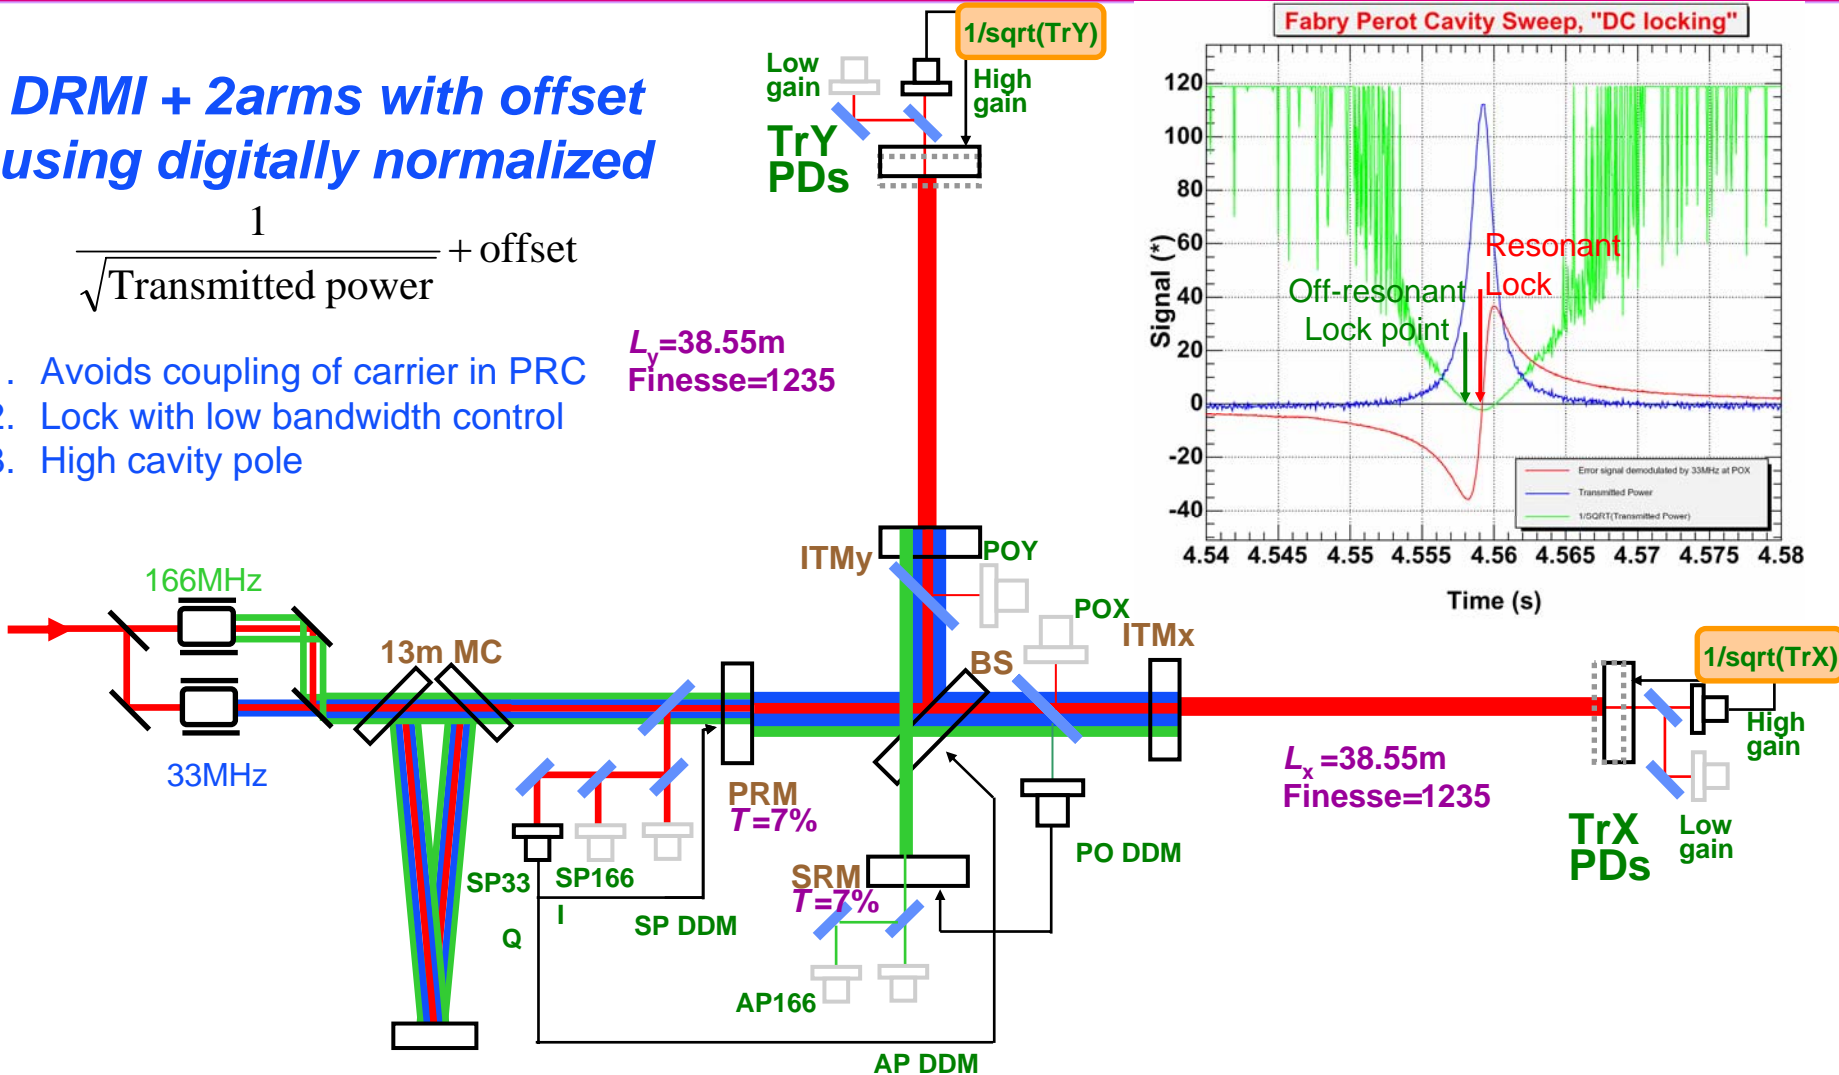 DRMI + 2arms with offset
using digitally normalized
1
√Transmitted power + offset
. Avoids coupling of carrier in PRC
2. Lock with low bandwidth control
3. High cavity pole
1/sqrt(TrY)
Low
gain
High
gain
TrY
PDs
Ly=38.55m
Finesse=1235
Fabry Perot Cavity Sweep, "DC locking"
Signal (*)
120
100
80
60
40
20
0
-20
-40
Resonant
Lock
Off-resonant
Lock point
Error signal demodulated by 33MHz at POX
Transmitted Power
1/SQRT(Transmitted Power)
4.54 4.545 4.55 4.555 4.56 4.565 4.57 4.575 4.58
Time (s)
ITMy
POY
166MHz
POX
ITMx
13m MC
BS
1/sqrt(TrX)
33MHz
High
gain
Lx =38.55m
Finesse=1235
PRM
T=7%
TrX
PDs
Low
gain
PO DDM
SP33
SP166
SRM
T=7%
I
Q
SP DDM
AP166
AP DDM